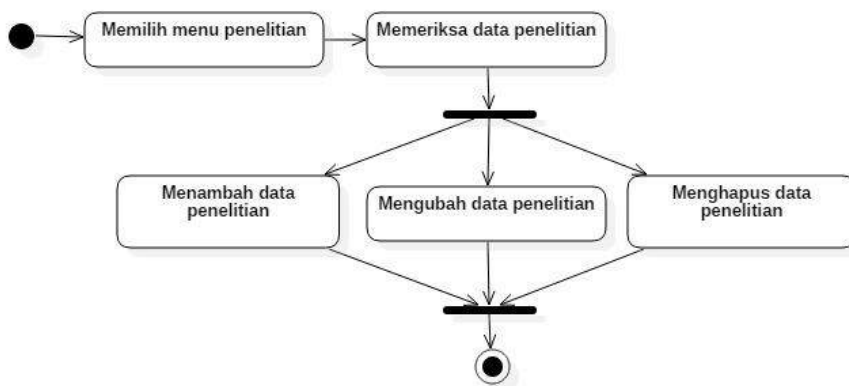 Memilih menu penelitian
Memeriksa data penelitian
Menambah data
penelitian
Mengubah data penelitian
Menghapus data
penelitian